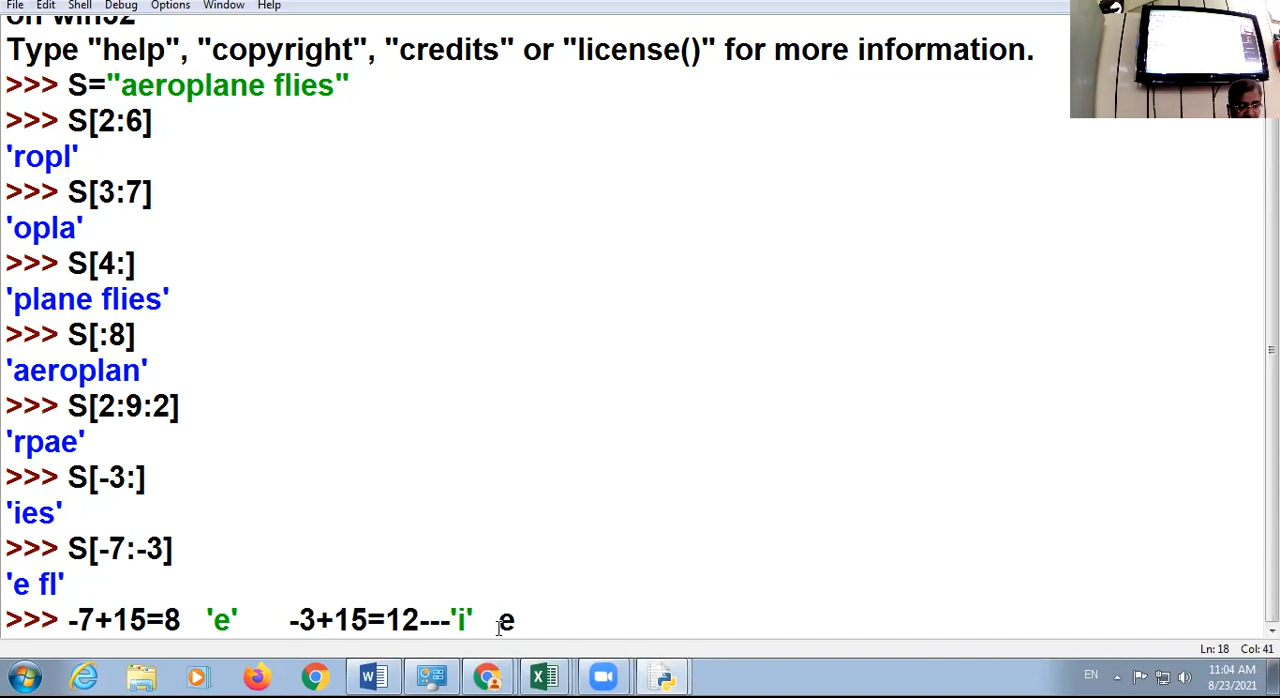 File Edit Shell Debug Options Window Help
on win32
Type "help", "copyright", "credits" or "license()" for more information.
>>> S="aeroplane flies"
>>> S[2:6]
'ropl'
>>> S[3:7]
'opla'
>>> S[4:]
'plane flies'
>>> S[:8]
'aeroplan'
>>> S[2:9:2]
'rpae'
>>> S[-3:]
'ies'
>>> S[-7:-3]
'e fl'
>>> -7+15=8 'e' -3+15=12---'i' e
Ln: 18 Col: 41
EN 11:04 AM
8/23/2021